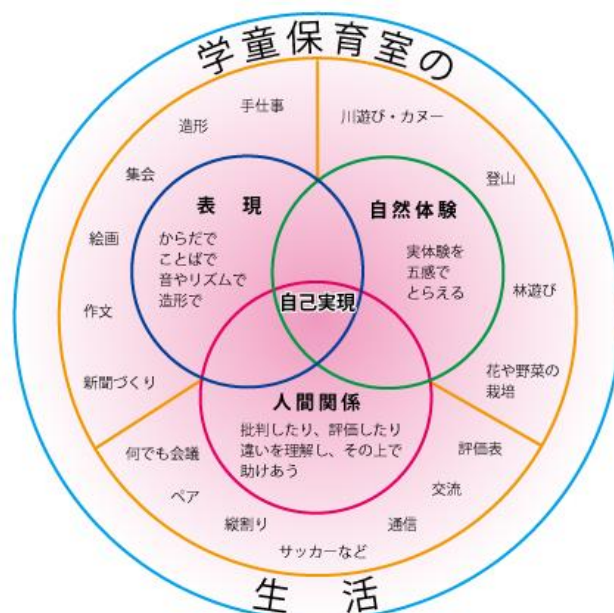 学童保育室の
手仕事
造形
集会
絵画
作文
新聞づくり
表 現
からだで
ことばで
音やリズムで
造形で
川遊び・カヌー
登山
林遊び
花や野菜の
栽培
自然体験
実体験を
五感で
とらえる
自己実現
人間関係
批判したり、評価したり
違いを理解し、その上で
助けあう
何でも会議
ペア
縦割り
サッカーなど
通信
交流
評価表
生 活